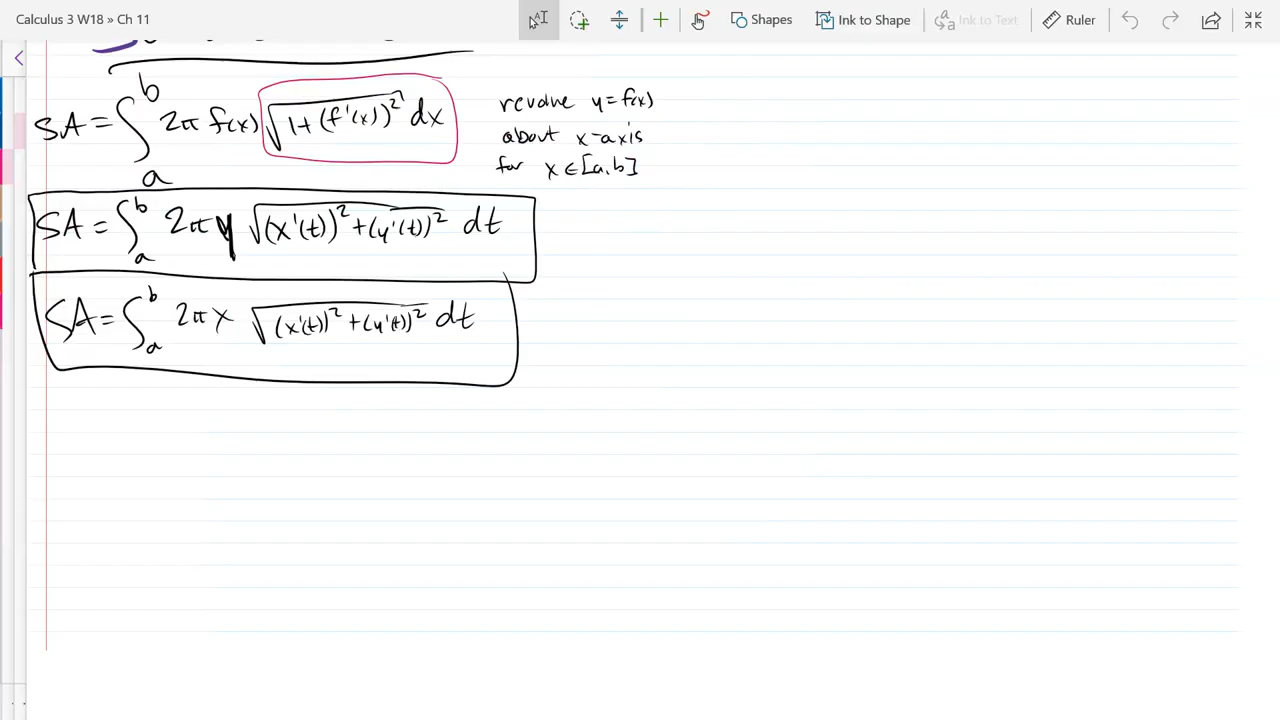 Calculus 3 W18 » Ch 11
Shapes
Ink to Shape
Ink to Text
Ruler
SA = ∫_a^b 2π f(x) √(1+(f'(x))²) dx
revolve y=f(x)
about x-axis
for x∈[a,b]
SA = ∫_a^b 2π y √((x'(t))²+(y'(t))²) dt
SA = ∫_a^b 2π x √((x'(t))²+(y'(t))²) dt